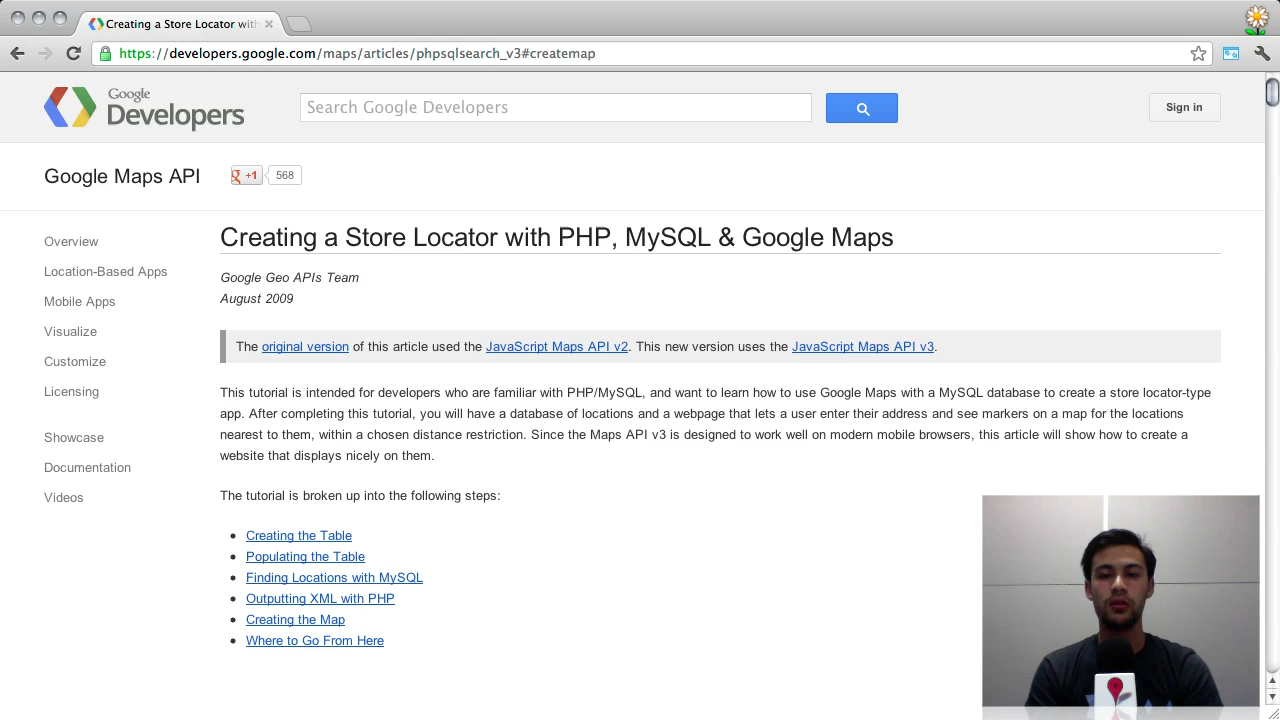 Creating a Store Locator with
https://developers.google.com/maps/articles/phpsqlsearch_v3#createmap
Google
Developers
Search Google Developers
Sign in
Google Maps API
+1
568
Overview
Location-Based Apps
Mobile Apps
Visualize
Customize
Licensing
Showcase
Documentation
Videos
Creating a Store Locator with PHP, MySQL & Google Maps
Google Geo APIs Team
August 2009
The original version of this article used the JavaScript Maps API v2. This new version uses the JavaScript Maps API v3.
This tutorial is intended for developers who are familiar with PHP/MySQL, and want to learn how to use Google Maps with a MySQL database to create a store locator-type
app. After completing this tutorial, you will have a database of locations and a webpage that lets a user enter their address and see markers on a map for the locations
nearest to them, within a chosen distance restriction. Since the Maps API v3 is designed to work well on modern mobile browsers, this article will show how to create a
website that displays nicely on them.
The tutorial is broken up into the following steps:
Creating the Table
Populating the Table
Finding Locations with MySQL
Outputting XML with PHP
Creating the Map
Where to Go From Here